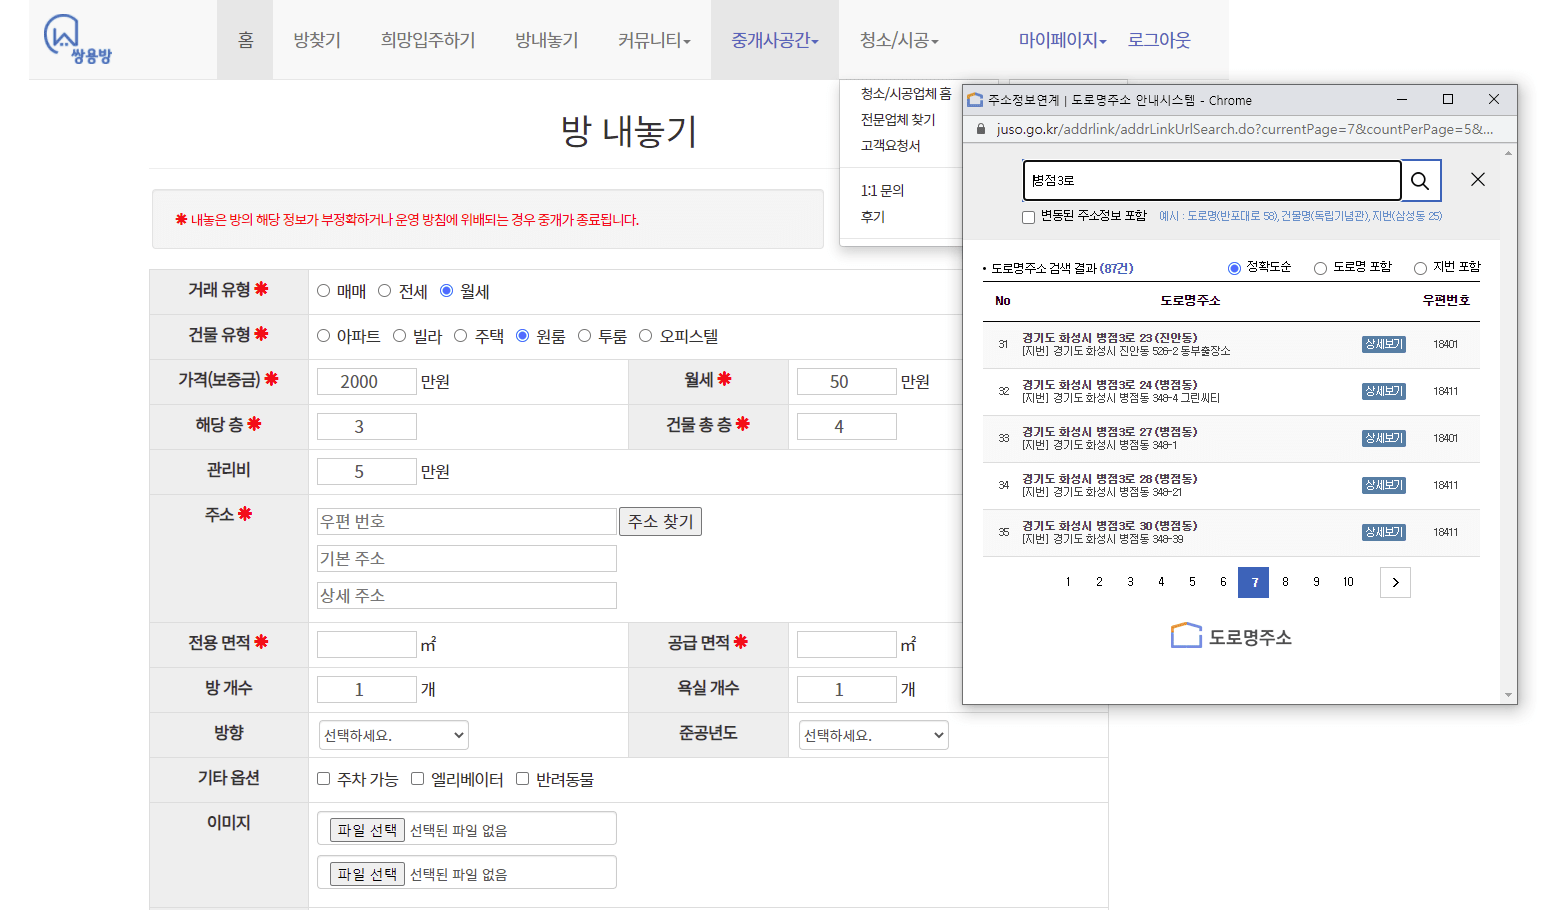 쌍용방
홈 방찾기 희망입주하기 방내놓기 커뮤니티 중개사공간 청소/시공 마이페이지 로그아웃
청소/시공업체 홈
전문업체 찾기
고객요청서
1:1 문의
후기
방 내놓기
✱ 내놓은 방의 해당 정보가 부정확하거나 운영 방침에 위배되는 경우 중개가 종료됩니다.
거래 유형 ✱ 매매 전세 월세
건물 유형 ✱ 아파트 빌라 주택 원룸 투룸 오피스텔
가격(보증금) ✱ 2000 만원 월세 ✱ 50 만원
해당 층 ✱ 3 건물 총 층 ✱ 4
관리비 5 만원
주소 ✱ 우편 번호 주소 찾기
기본 주소
상세 주소
전용 면적 ✱ ㎡ 공급 면적 ✱ ㎡
방 개수 1 개 욕실 개수 1 개
방향 선택하세요. 준공년도 선택하세요.
기타 옵션 주차 가능 엘리베이터 반려동물
이미지 파일 선택 선택된 파일 없음
파일 선택 선택된 파일 없음
주소정보연계 | 도로명주소 안내시스템 - Chrome
juso.go.kr/addrlink/addrLinkUrlSearch.do?currentPage=7&countPerPage=5&...
병점3로
변동된 주소정보 포함 예시 : 도로명(반포대로 58), 건물명(독립기념관), 지번(삼성동 25)
• 도로명주소 검색 결과 (87건) 정확도순 도로명 포함 지번 포함
No 도로명주소 우편번호
31 경기도 화성시 병점3로 23 (진안동) 상세보기 18401
[지번] 경기도 화성시 진안동 526-2 동부출장소
32 경기도 화성시 병점3로 24 (병점동) 상세보기 18411
[지번] 경기도 화성시 병점동 348-4 그린씨티
33 경기도 화성시 병점3로 27 (병점동) 상세보기 18401
[지번] 경기도 화성시 병점동 348-1
34 경기도 화성시 병점3로 28 (병점동) 상세보기 18411
[지번] 경기도 화성시 병점동 348-21
35 경기도 화성시 병점3로 30 (병점동) 상세보기 18411
[지번] 경기도 화성시 병점동 348-39
1 2 3 4 5 6 7 8 9 10 >
도로명주소